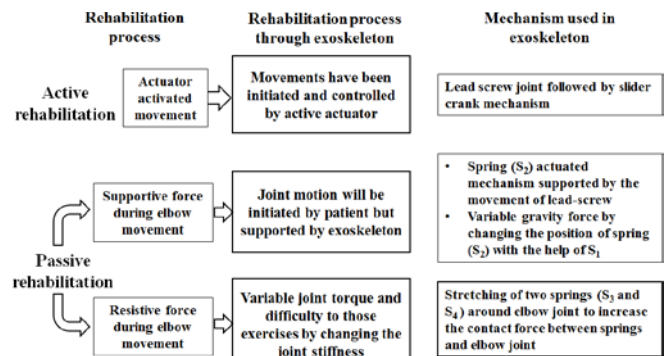 Rehabilitation
process
Rehabilitation process
through exoskeleton
Mechanism used in
exoskeleton
Active
rehabilitation
Actuator
activated
movement
Movements have been
initiated and controlled
by active actuator
Lead screw joint followed by slider
crank mechanism
Passive
rehabilitation
Supportive force
during elbow
movement
Joint motion will be
initiated by patient but
supported by exoskeleton
• Spring (S₂) actuated
mechanism supported by the
movement of lead-screw
• Variable gravity force by
changing the position of spring
(S₂) with the help of S₁
Resistive force
during elbow
movement
Variable joint torque and
difficulty to those
exercises by changing the
joint stiffness
Stretching of two springs (S₃ and
S₄) around elbow joint to increase
the contact force between springs
and elbow joint